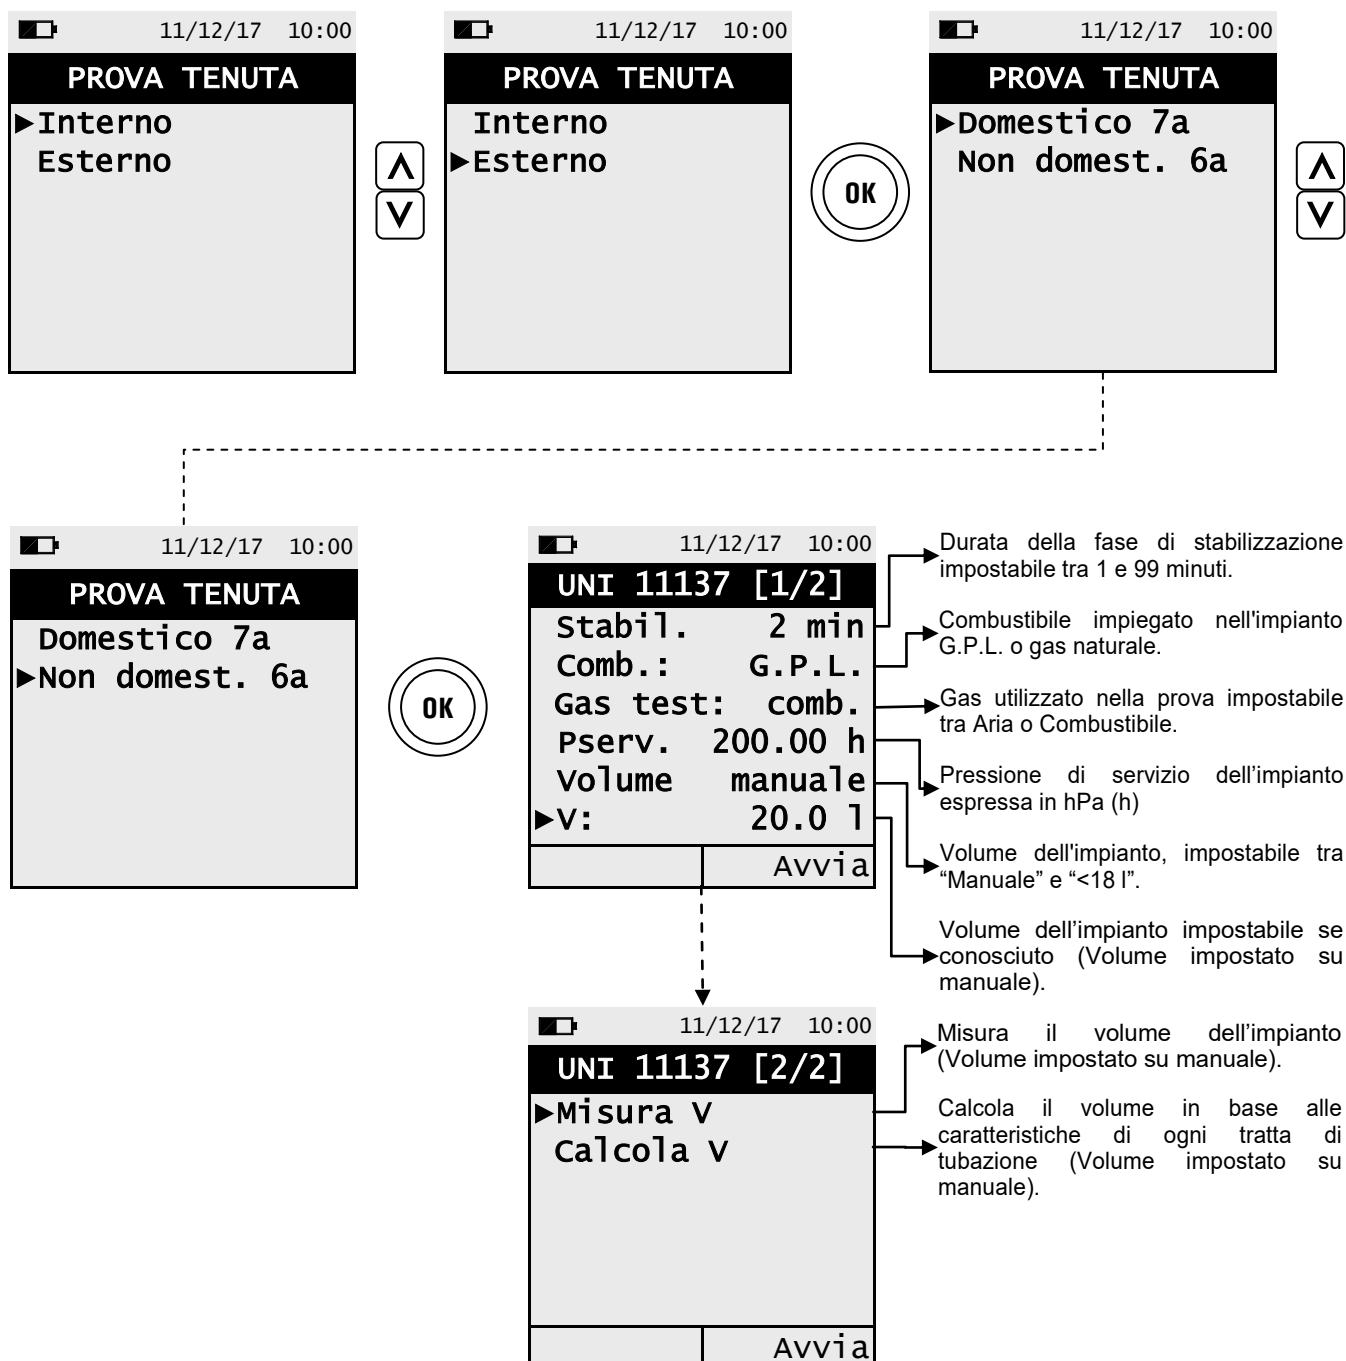 11/12/17 10:00
PROVA TENUTA
▶Interno
Esterno
11/12/17 10:00
PROVA TENUTA
Interno
▶Esterno
OK
11/12/17 10:00
PROVA TENUTA
▶Domestico 7a
Non domest. 6a
11/12/17 10:00
PROVA TENUTA
Domestico 7a
▶Non domest. 6a
OK
11/12/17 10:00
UNI 11137 [1/2]
Stabil. 2 min
Comb.: G.P.L.
Gas test: comb.
Pserv. 200.00 h
Volume manuale
▶V: 20.0 l
Avvia
Durata della fase di stabilizzazione
impostabile tra 1 e 99 minuti.
Combustibile impiegato nell'impianto
G.P.L. o gas naturale.
Gas utilizzato nella prova impostabile
tra Aria o Combustibile.
Pressione di servizio dell’impianto
espressa in hPa (h)
Volume dell'impianto, impostabile tra
“Manuale” e “<18 l”.
Volume dell’impianto impostabile se
conosciuto (Volume impostato su
manuale).
11/12/17 10:00
UNI 11137 [2/2]
▶Misura V
Calcola V
Avvia
Misura il volume dell’impianto
(Volume impostato su manuale).
Calcola il volume in base alle
caratteristiche di ogni tratta di
tubazione (Volume impostato su
manuale).